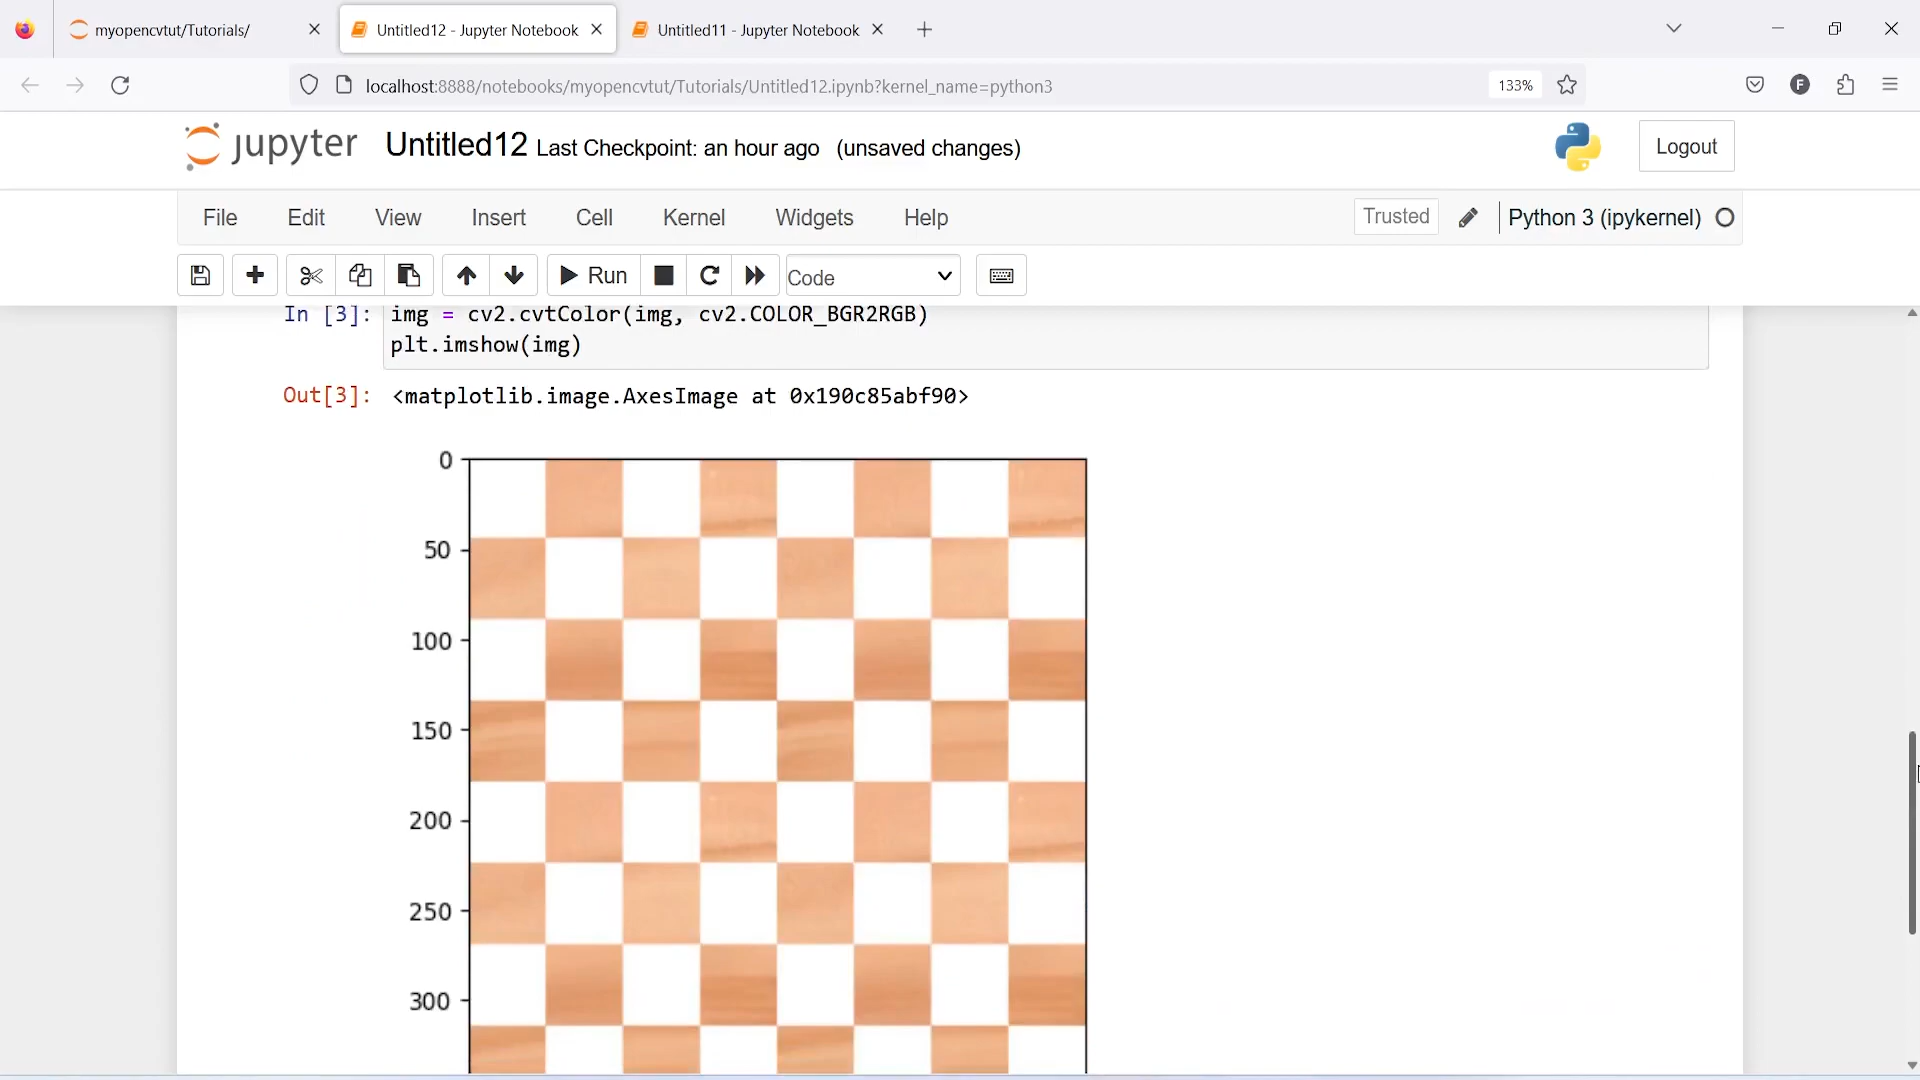 myopencvtut/Tutorials/
Untitled12 - Jupyter Notebook
Untitled11 - Jupyter Notebook
localhost:8888/notebooks/myopencvtut/Tutorials/Untitled12.ipynb?kernel_name=python3
133%
F
jupyter
Untitled12 Last Checkpoint: an hour ago (unsaved changes)
Logout
File Edit View Insert Cell Kernel Widgets Help
Trusted
Python 3 (ipykernel)
Run
Code
In [3]: img = cv2.cvtColor(img, cv2.COLOR_BGR2RGB)
plt.imshow(img)
Out[3]: <matplotlib.image.AxesImage at 0x190c85abf90>
0
50
100
150
200
250
300